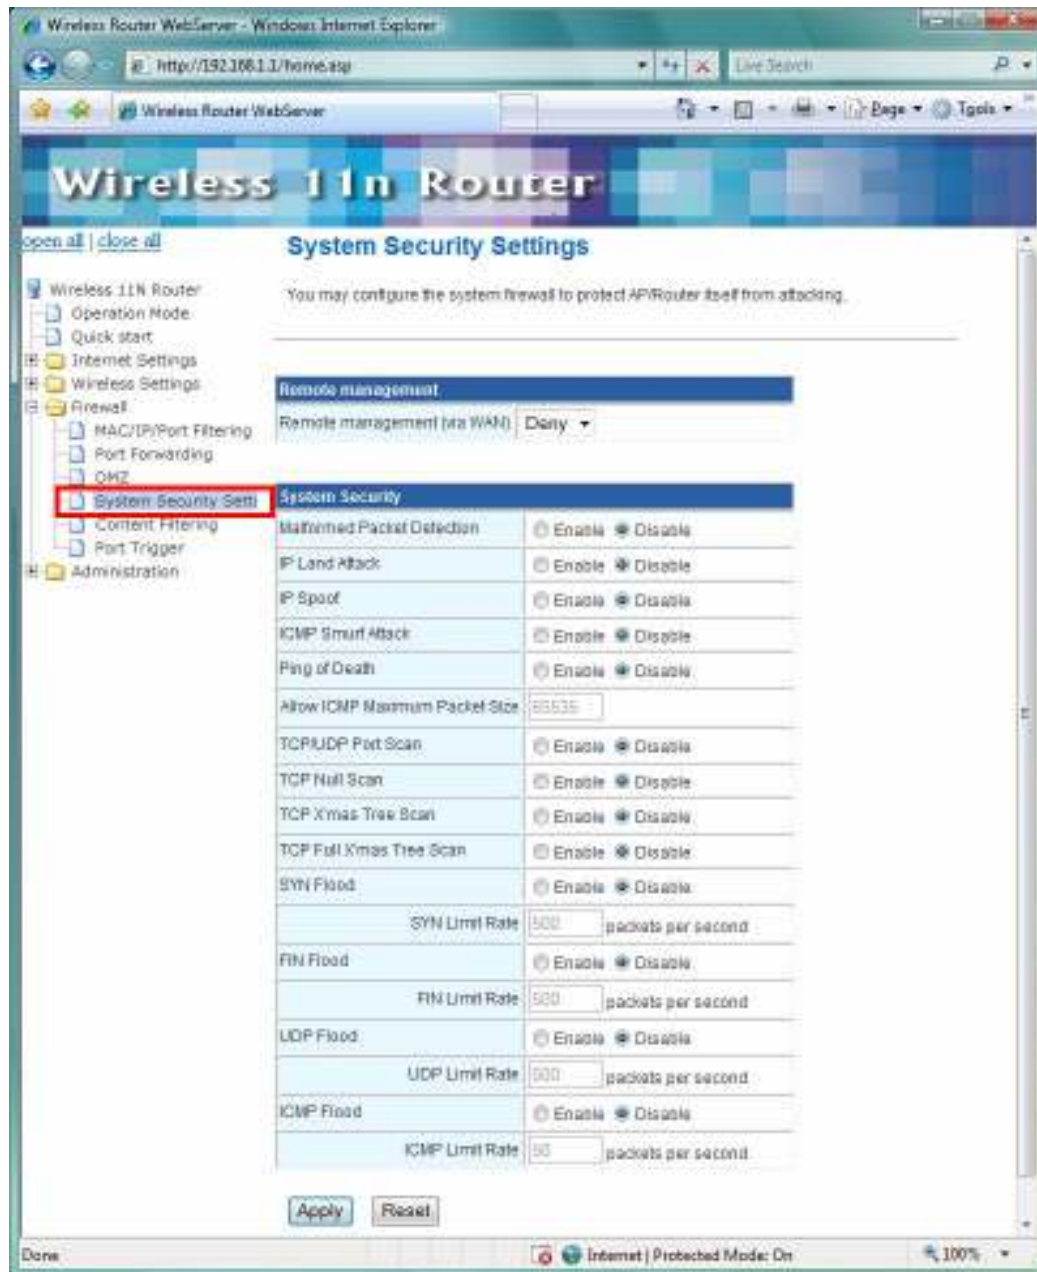 Wireless Router WebServer - Windows Internet Explorer
http://192.168.1.1/home.asp
Live Search
Wireless Router WebServer
Page
Tools
Wireless 11n Router
open all | close all
Wireless 11N Router
Operation Mode
Quick start
Internet Settings
Wireless Settings
Firewall
MAC/IP/Port Filtering
Port Forwarding
DMZ
System Security Setti
Content Filtering
Port Trigger
Administration
System Security Settings
You may configure the system firewall to protect AP/Router itself from attacking.
Remote management
Remote management (via WAN) Deny
System Security
Malformed Packet Detection Enable Disable
IP Land Attack Enable Disable
IP Spoof Enable Disable
ICMP Smurf Attack Enable Disable
Ping of Death Enable Disable
Allow ICMP Maximum Packet Size 65535
TCP/UDP Port Scan Enable Disable
TCP Null Scan Enable Disable
TCP X'mas Tree Scan Enable Disable
TCP Full X'mas Tree Scan Enable Disable
SYN Flood Enable Disable
SYN Limit Rate 500 packets per second
FIN Flood Enable Disable
FIN Limit Rate 500 packets per second
UDP Flood Enable Disable
UDP Limit Rate 500 packets per second
ICMP Flood Enable Disable
ICMP Limit Rate 50 packets per second
Apply Reset
Done
Internet | Protected Mode: On
100%